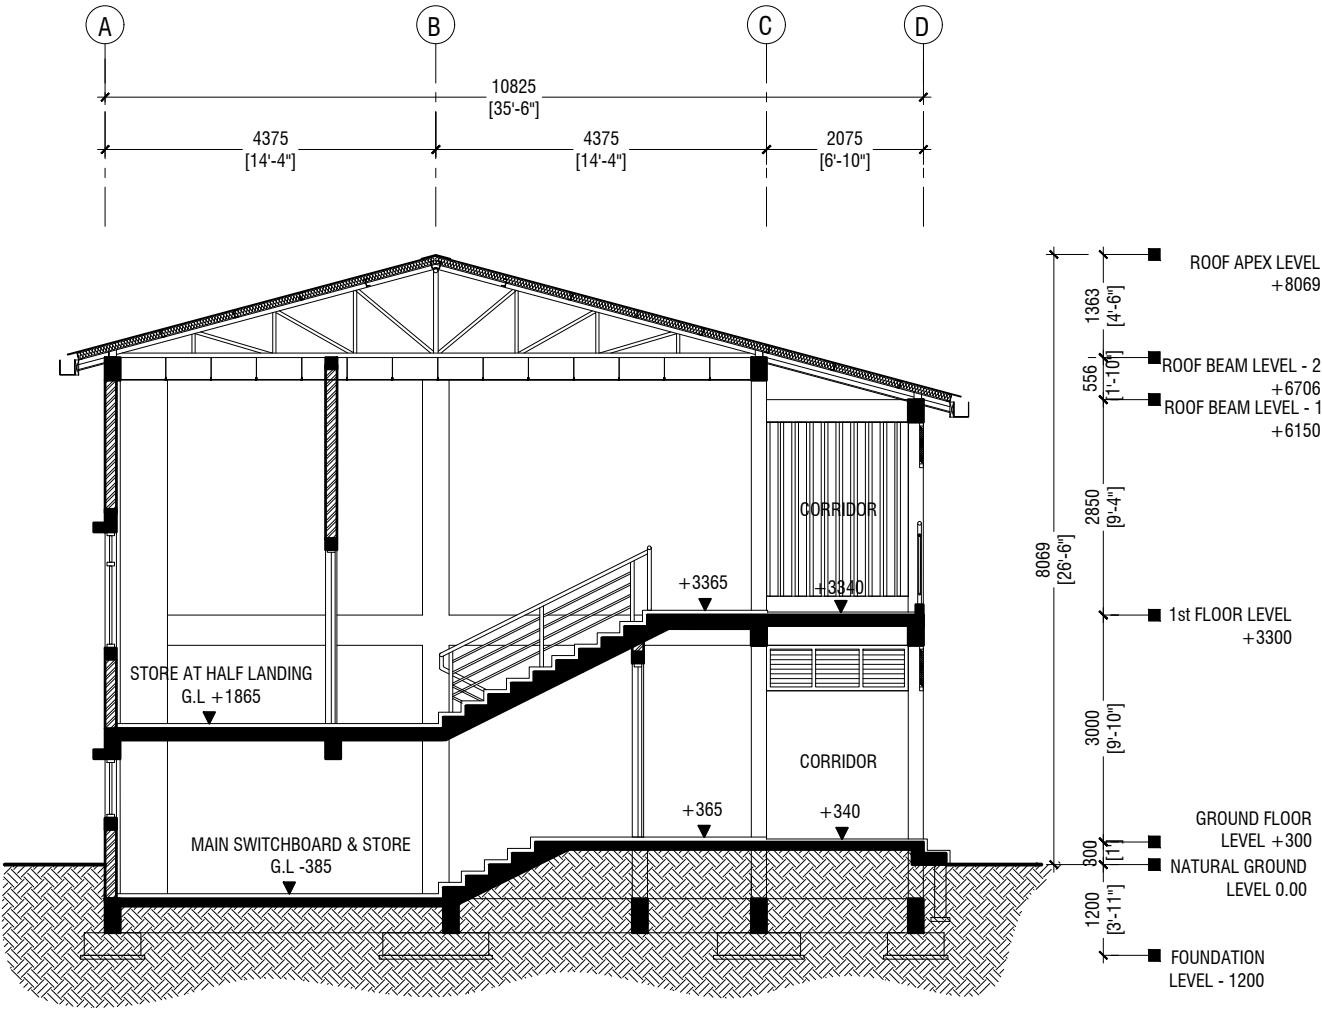 A
B
C
D
10825
[35'-6"]
4375
[14'-4"]
4375
[14'-4"]
2075
[6'-10"]
ROOF APEX LEVEL
+8069
1363
[4'-6"]
ROOF BEAM LEVEL - 2
+6706
556
[1'-10"]
ROOF BEAM LEVEL - 1
+6150
2850
[9'-4"]
CORRIDOR
8069
[26'-6"]
+3365
+3340
1st FLOOR LEVEL
+3300
STORE AT HALF LANDING
G.L +1865
3000
[9'-10"]
CORRIDOR
+365
+340
GROUND FLOOR
LEVEL +300
MAIN SWITCHBOARD & STORE
G.L -385
300
[1']
NATURAL GROUND
LEVEL 0.00
1200
[3'-11"]
FOUNDATION
LEVEL - 1200